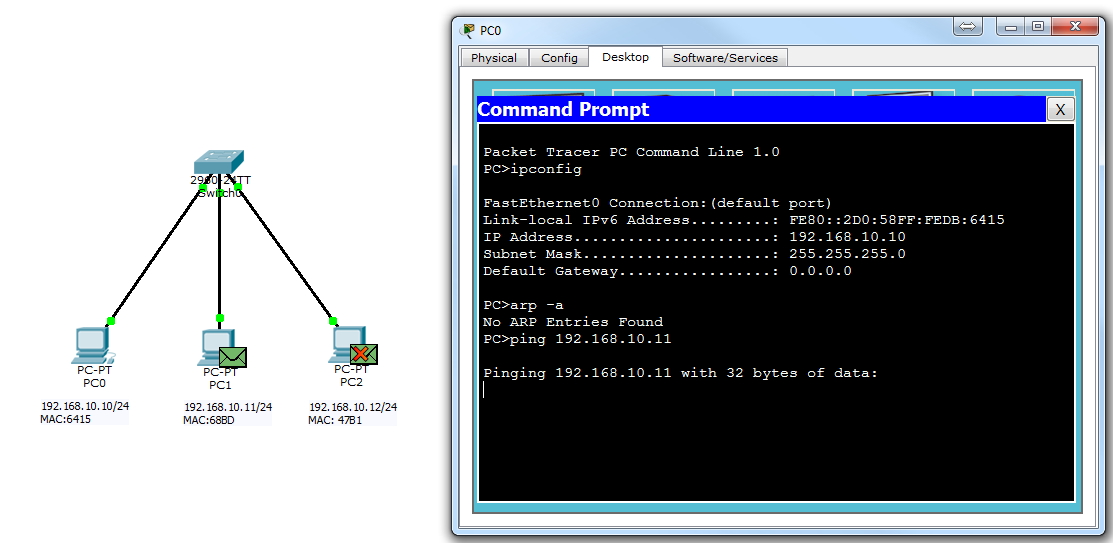 2960-24TT
Switch0
PC-PT
PC0
192.168.10.10/24
MAC:6415
PC-PT
PC1
192.168.10.11/24
MAC:68BD
PC-PT
PC2
192.168.10.12/24
MAC: 47B1
PC0
Physical Config Desktop Software/Services
Command Prompt X
Packet Tracer PC Command Line 1.0
PC>ipconfig
FastEthernet0 Connection:(default port)
Link-local IPv6 Address.........: FE80::2D0:58FF:FEDB:6415
IP Address......................: 192.168.10.10
Subnet Mask.....................: 255.255.255.0
Default Gateway.................: 0.0.0.0
PC>arp -a
No ARP Entries Found
PC>ping 192.168.10.11
Pinging 192.168.10.11 with 32 bytes of data: